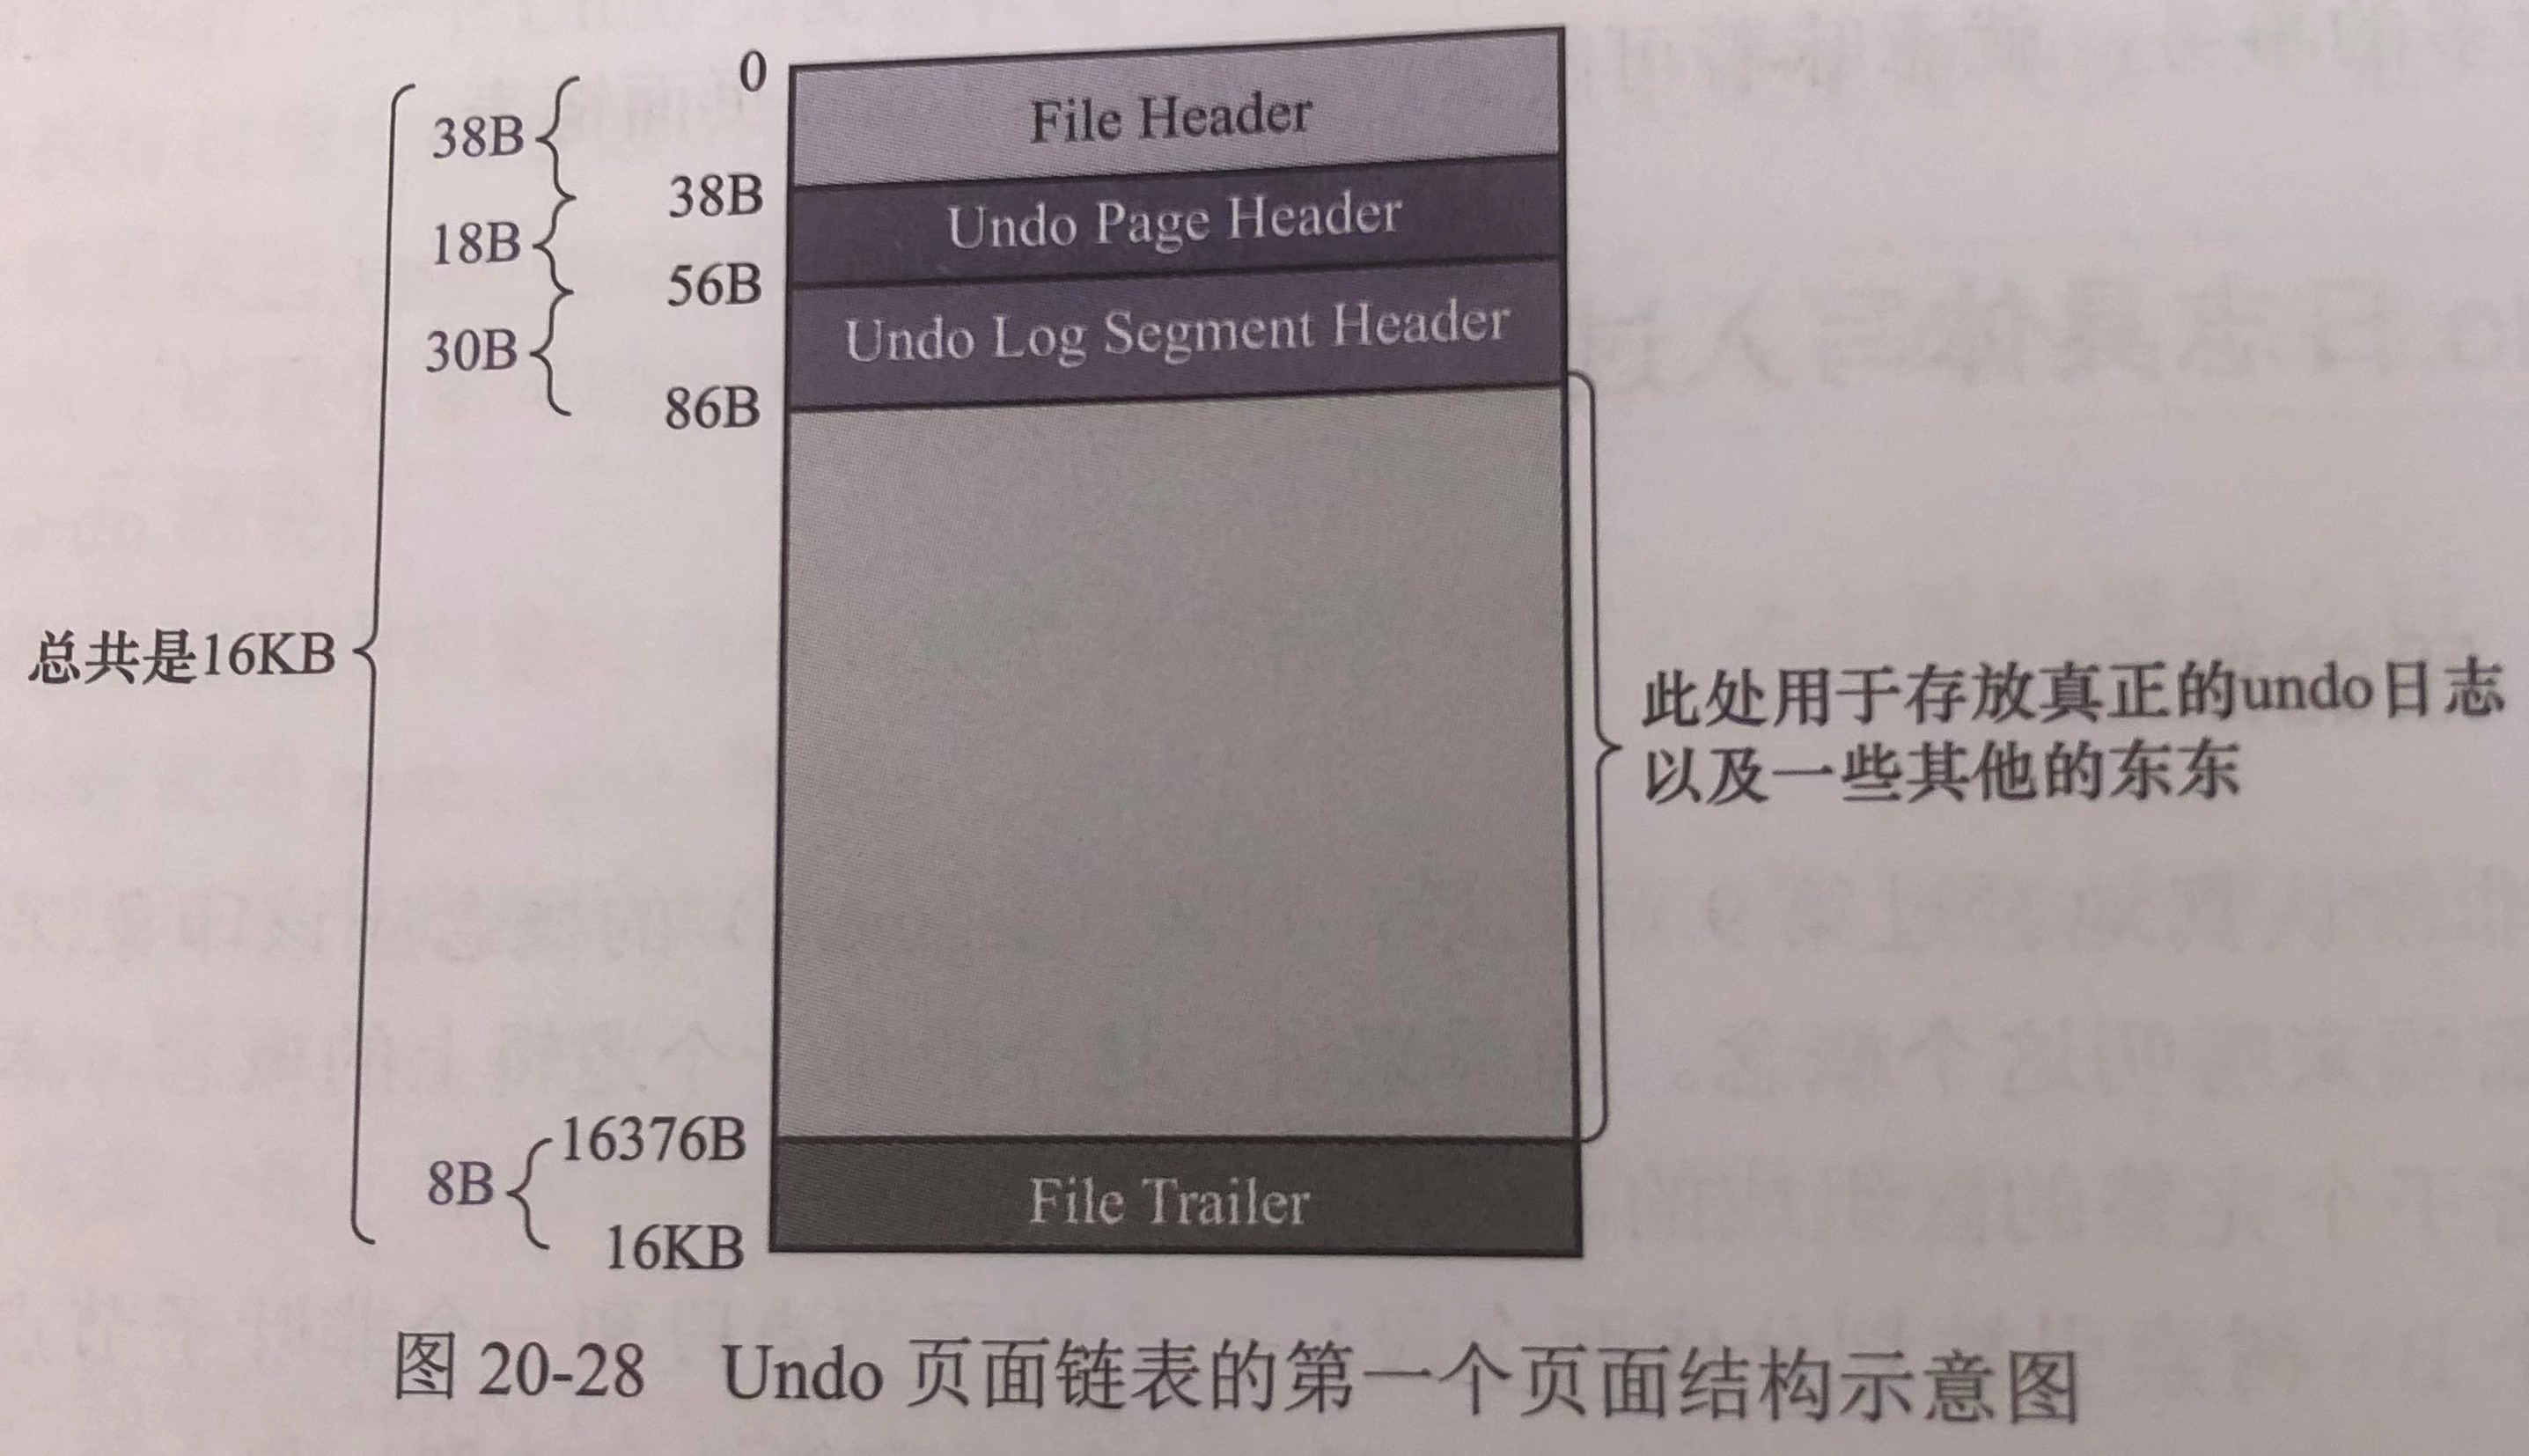 0
File Header
38B
38B
Undo Page Header
18B
56B
Undo Log Segment Header
30B
86B
总共是16KB
此处用于存放真正的undo日志
以及一些其他的东东
16376B
8B
File Trailer
16KB
图 20-28 Undo 页面链表的第一个页面结构示意图